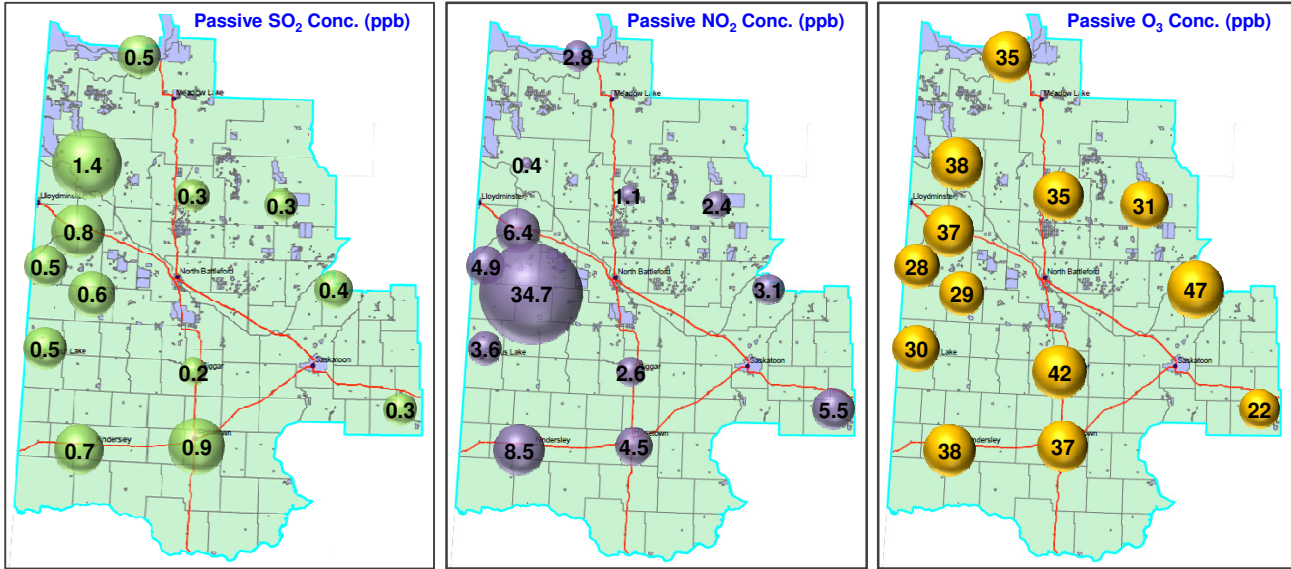 Passive SO₂ Conc. (ppb)
0.5
Meadow Lake
1.4
0.3
0.3
Lloydminster
0.8
0.5
North Battleford
0.6
0.4
0.5
Lake
0.2
Saskatoon
0.3
0.7
0.9
Passive NO₂ Conc. (ppb)
2.8
Meadow Lake
0.4
1.1
2.4
Lloydminster
6.4
4.9
North Battleford
34.7
3.1
3.6
Lake
2.6
Saskatoon
5.5
8.5
4.5
Passive O₃ Conc. (ppb)
35
Meadow Lake
38
35
31
Lloydminster
37
28
North Battleford
29
47
30
Lake
42
Saskatoon
22
38
37